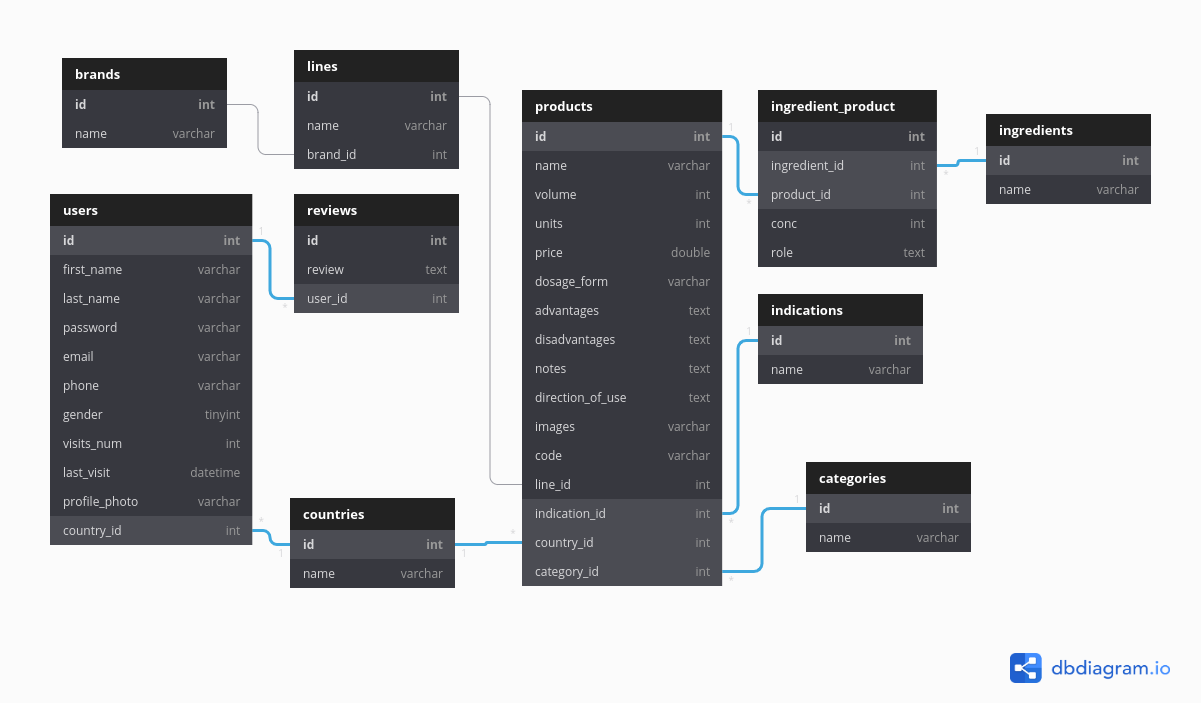 brands
id int
name varchar
lines
id int
name varchar
brand_id int
users
id int
first_name varchar
last_name varchar
password varchar
email varchar
phone varchar
gender tinyint
visits_num int
last_visit datetime
profile_photo varchar
country_id int
1
*
*
1
reviews
id int
review text
user_id int
countries
id int
name varchar
1
*
products
id int
name varchar
volume int
units int
price double
dosage_form varchar
advantages text
disadvantages text
notes text
direction_of_use text
images varchar
code varchar
line_id int
indication_id int
country_id int
category_id int
1
*
1
*
1
*
ingredient_product
id int
ingredient_id int
product_id int
conc int
role text
1
*
ingredients
id int
name varchar
indications
id int
name varchar
categories
id int
name varchar
dbdiagram.io